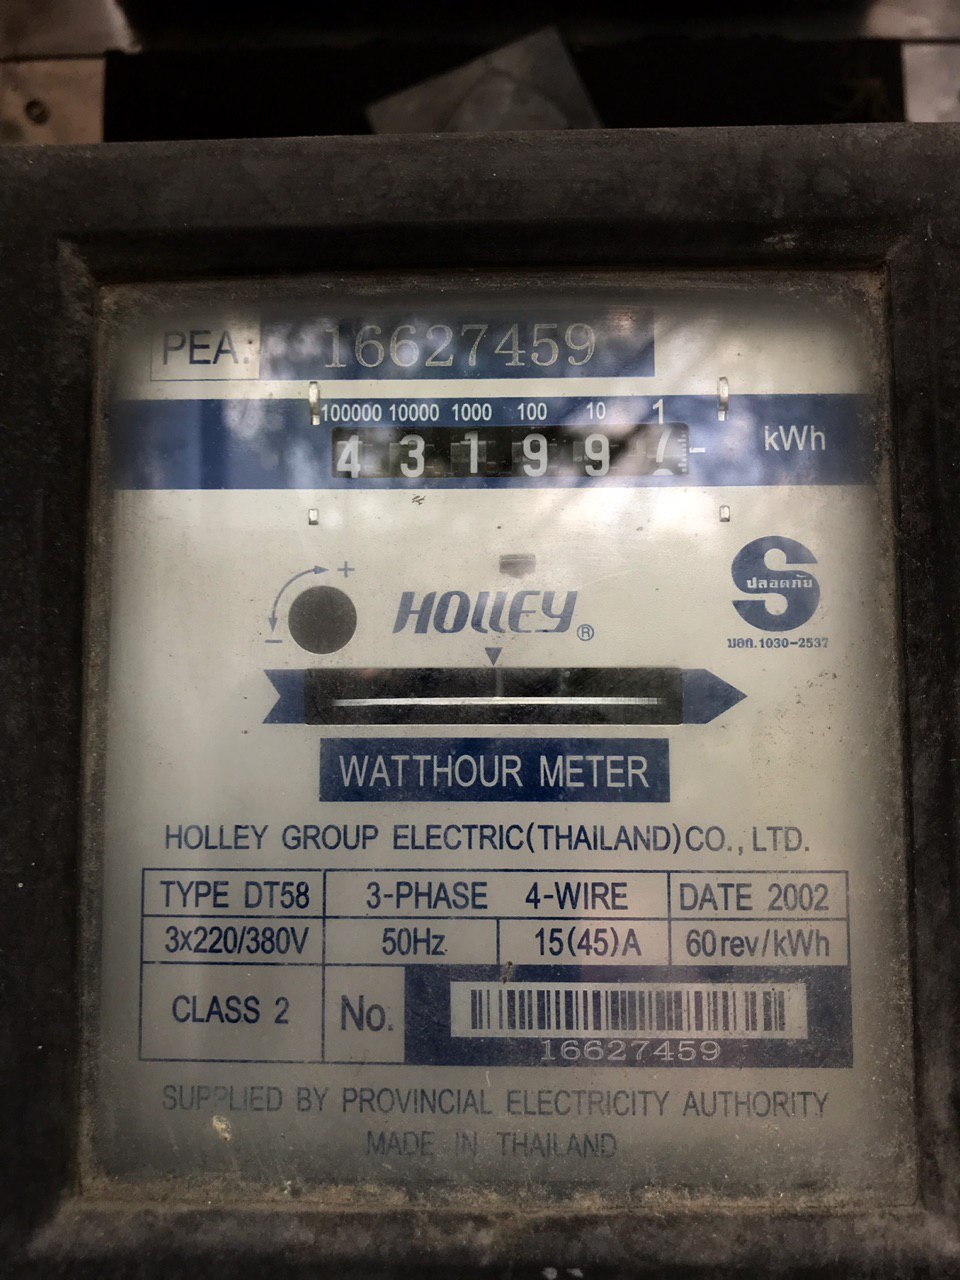 PEA. 16627459
100000 10000 1000 100 10 1
4 3 1 9 9 7 kWh
+
ปลอดภัย
HOLLEY ®
−
มอก.1030-2537
WATTHOUR METER
HOLLEY GROUP ELECTRIC(THAILAND)CO.,LTD.
TYPE DT58 3-PHASE 4-WIRE DATE 2002
3x220/380V 50Hz 15(45)A 60rev/kWh
CLASS 2 No.
16627459
SUPPLIED BY PROVINCIAL ELECTRICITY AUTHORITY
MADE IN THAILAND